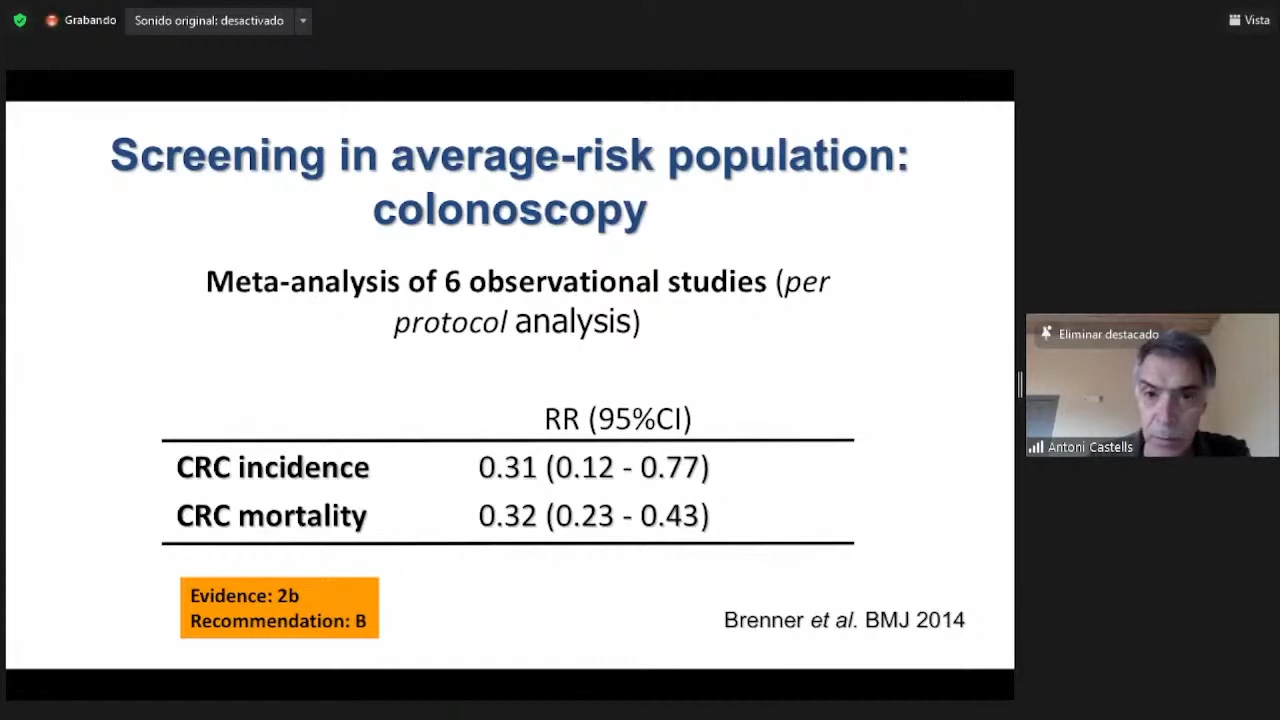 Grabando
Sonido original: desactivado
Vista
Screening in average-risk population:
colonoscopy
Meta-analysis of 6 observational studies (per
protocol analysis)
RR (95%CI)
CRC incidence 0.31 (0.12 - 0.77)
CRC mortality 0.32 (0.23 - 0.43)
Evidence: 2b
Recommendation: B
Brenner et al. BMJ 2014
Eliminar destacado
Antoni Castells